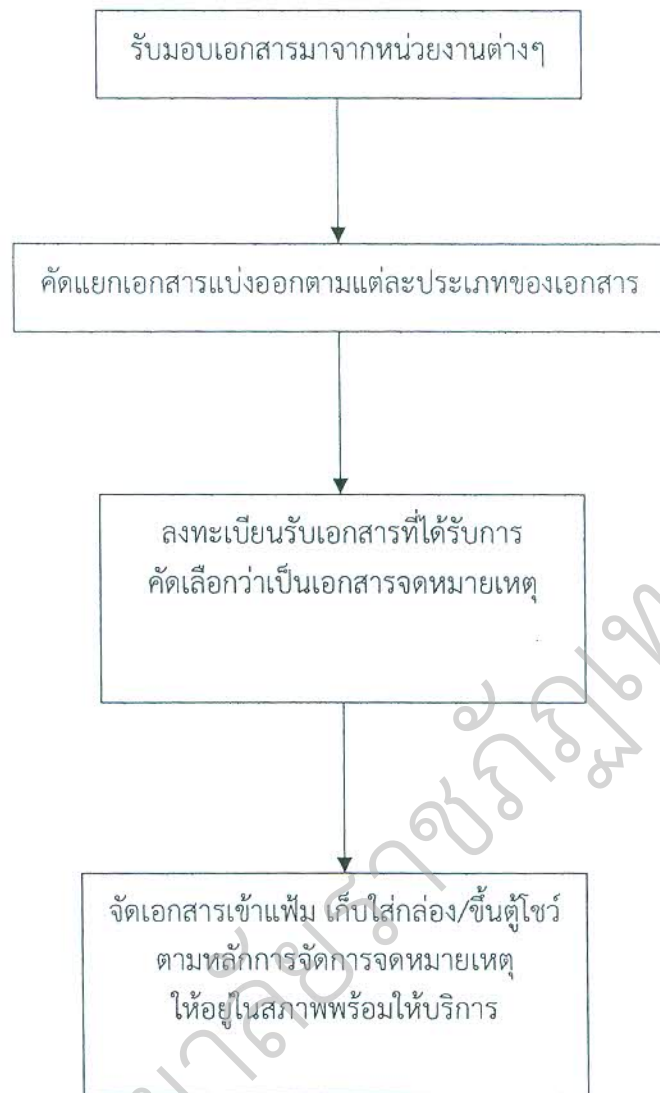 รับมอบเอกสารมาจากหน่วยงานต่างๆ
คัดแยกเอกสารแบ่งออกตามแต่ละประเภทของเอกสาร
ลงทะเบียนรับเอกสารที่ได้รับการ
คัดเลือกว่าเป็นเอกสารจดหมายเหตุ
จัดเอกสารเข้าแฟ้ม เก็บใส่กล่อง/ขึ้นตู้โชว์
ตามหลักการจัดการจดหมายเหตุ
ให้อยู่ในสภาพพร้อมให้บริการ